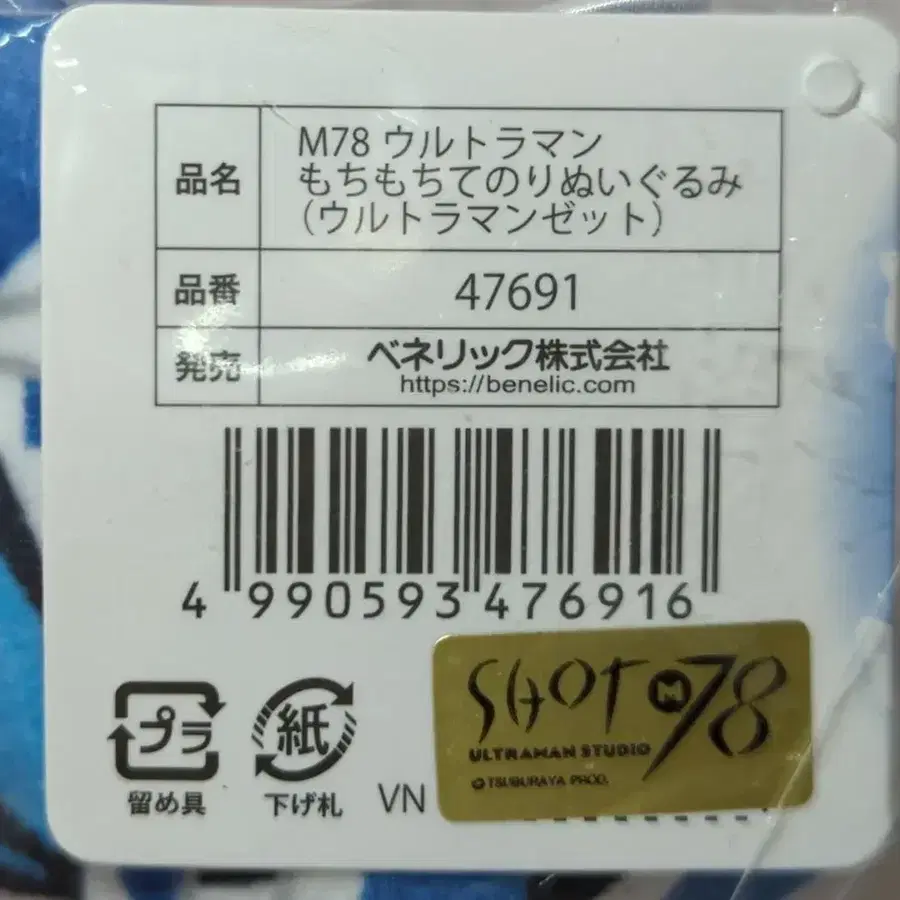 品名
M78 ウルトラマン
もちもちてのりぬいぐるみ
（ウルトラマンゼット）
品番
47691
発売
ベネリック株式会社
https://benelic.com
4 990593 476916
プラ
留め具
紙
下げ札
VN
SHOT M78
ULTRAMAN STUDIO
©TSUBURAYA PROD.